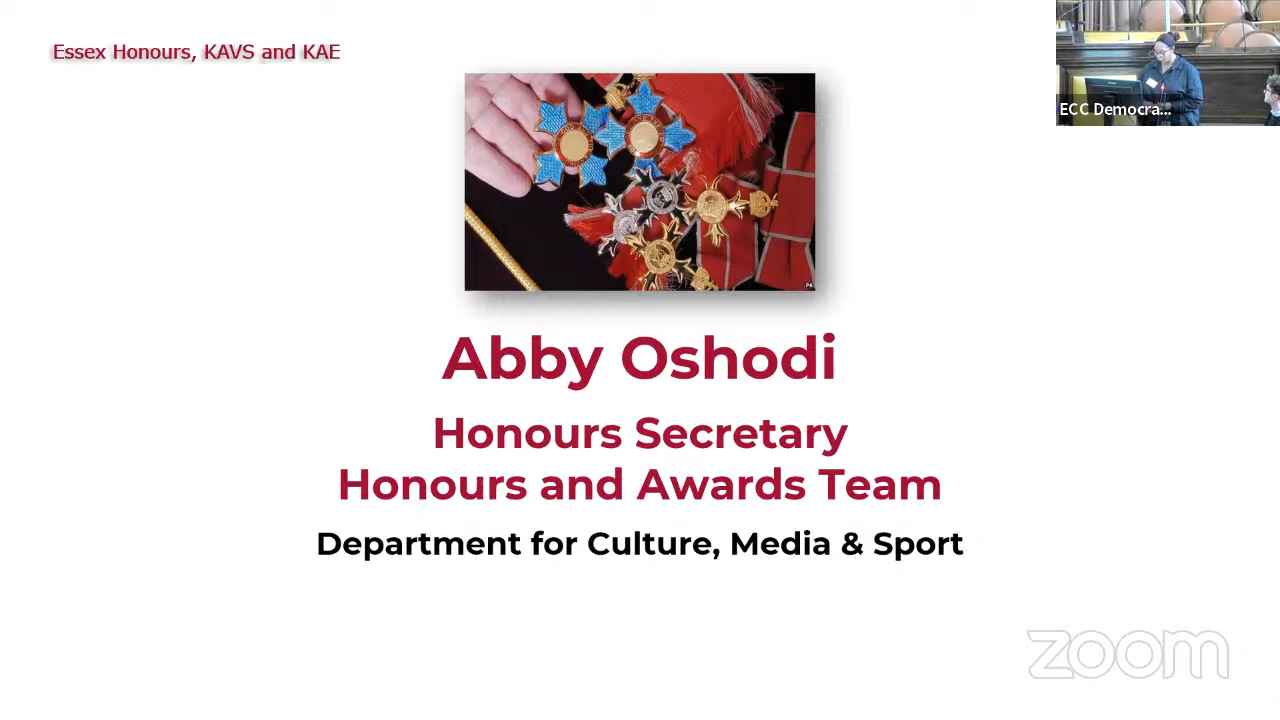 Essex Honours, KAVS and KAE
ECC Democra...
PA
Abby Oshodi
Honours Secretary
Honours and Awards Team
Department for Culture, Media & Sport
zoom